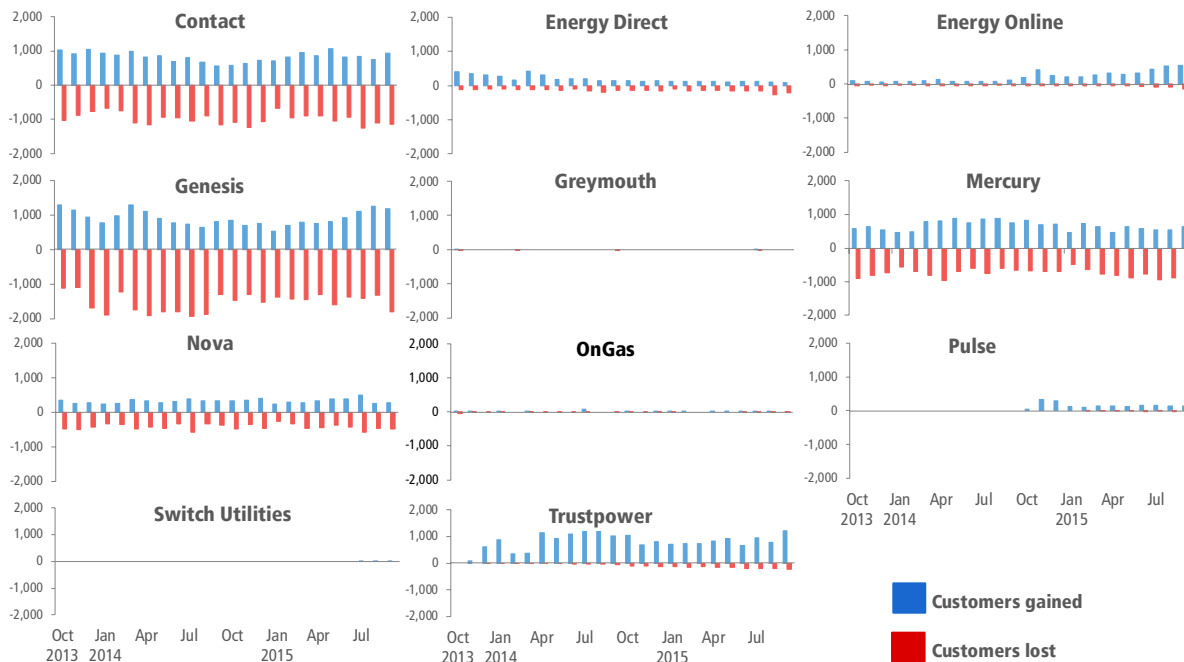 Contact
2,000
1,000
0
-1,000
-2,000
Energy Direct
2,000
1,000
0
-1,000
-2,000
Energy Online
2,000
1,000
0
-1,000
-2,000
Genesis
2,000
1,000
0
-1,000
-2,000
Greymouth
2,000
1,000
0
-1,000
-2,000
Mercury
2,000
1,000
0
-1,000
-2,000
Nova
2,000
1,000
0
-1,000
-2,000
OnGas
2,000
1,000
0
-1,000
-2,000
Pulse
2,000
1,000
0
-1,000
-2,000
Oct Jan Apr Jul Oct Jan Apr Jul
2013 2014 2015
Switch Utilities
2,000
1,000
0
-1,000
-2,000
Oct Jan Apr Jul Oct Jan Apr Jul
2013 2014 2015
Trustpower
2,000
1,000
0
-1,000
-2,000
Oct Jan Apr Jul Oct Jan Apr Jul
2013 2014 2015
Customers gained
Customers lost